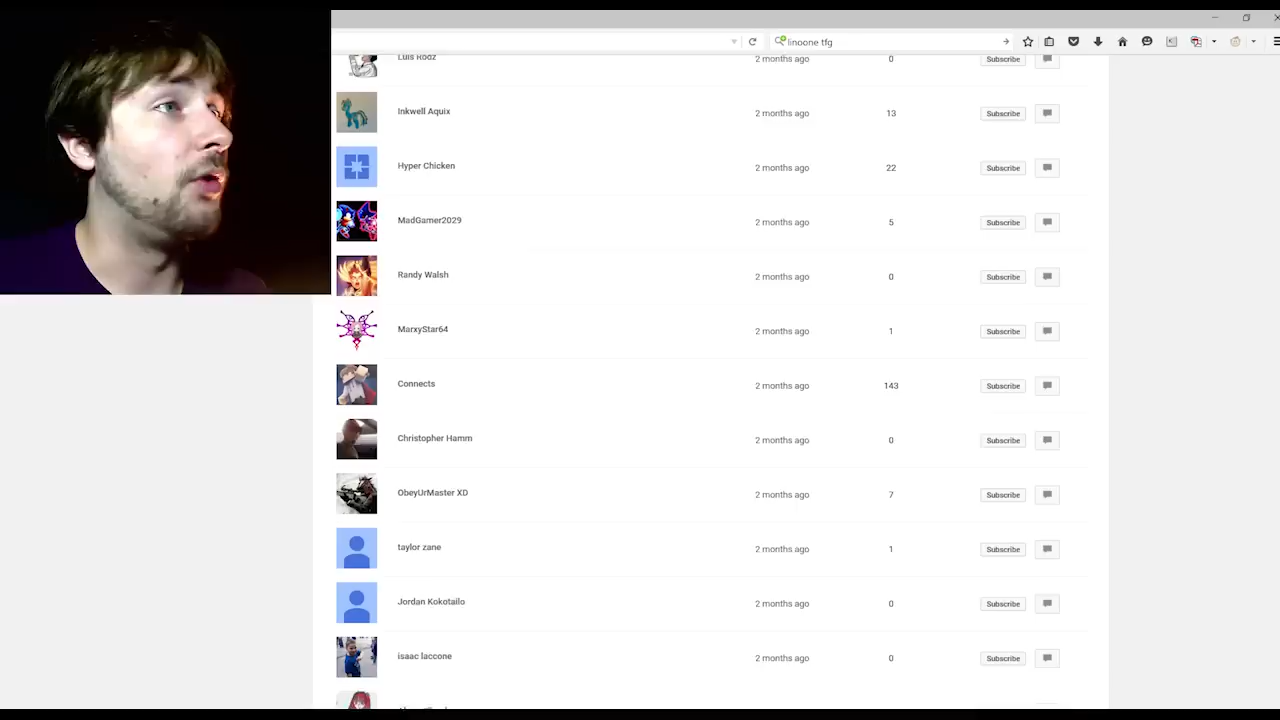 linoone tfg
Luis Rodz 2 months ago 0 Subscribe
Inkwell Aquix 2 months ago 13 Subscribe
Hyper Chicken 2 months ago 22 Subscribe
MadGamer2029 2 months ago 5 Subscribe
Randy Walsh 2 months ago 0 Subscribe
MarxyStar64 2 months ago 1 Subscribe
Connects 2 months ago 143 Subscribe
Christopher Hamm 2 months ago 0 Subscribe
ObeyUrMaster XD 2 months ago 7 Subscribe
taylor zane 2 months ago 1 Subscribe
Jordan Kokotailo 2 months ago 0 Subscribe
isaac laccone 2 months ago 0 Subscribe